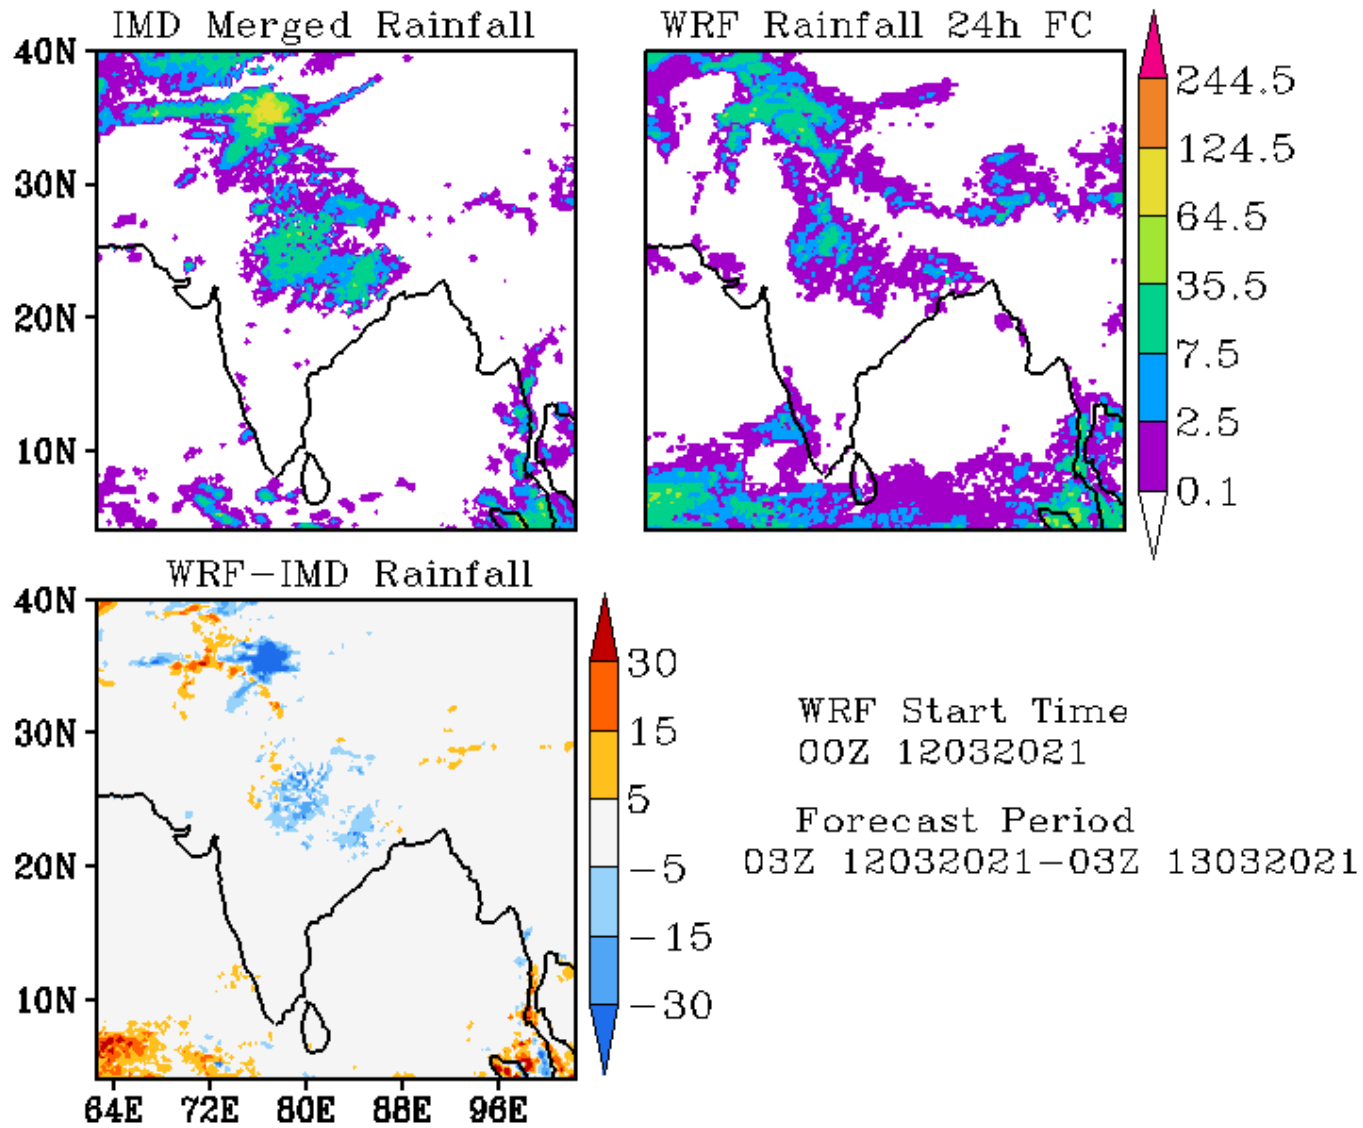 IMD Merged Rainfall
WRF Rainfall 24h FC
40N
30N
20N
10N
244.5
124.5
64.5
35.5
7.5
2.5
0.1
WRF-IMD Rainfall
40N
30N
20N
10N
64E 72E 80E 88E 96E
30
15
5
-5
-15
-30
WRF Start Time
00Z 12032021
Forecast Period
03Z 12032021-03Z 13032021